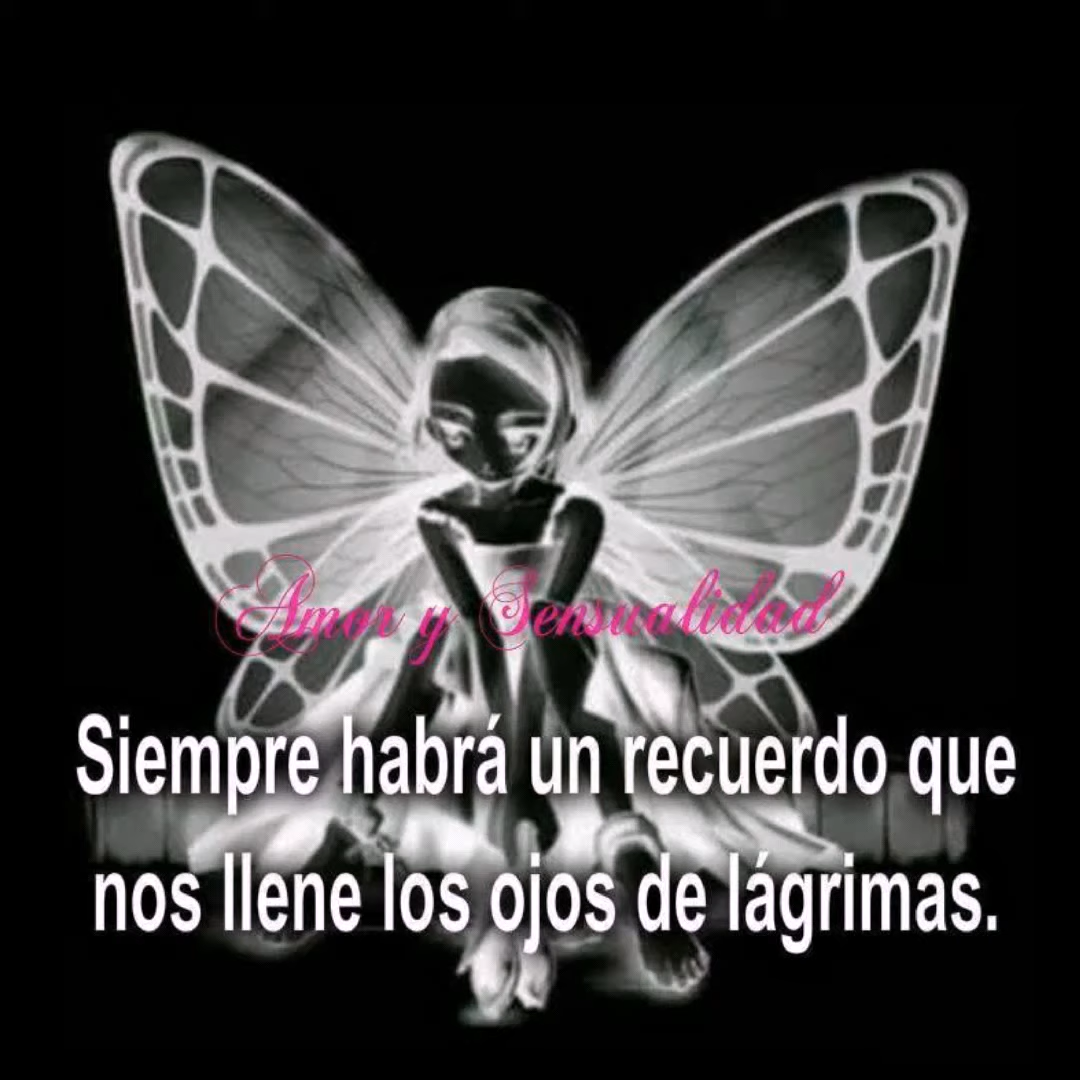 Amor y Sensualidad
Siempre habrá un recuerdo que
nos llene los ojos de lágrimas.